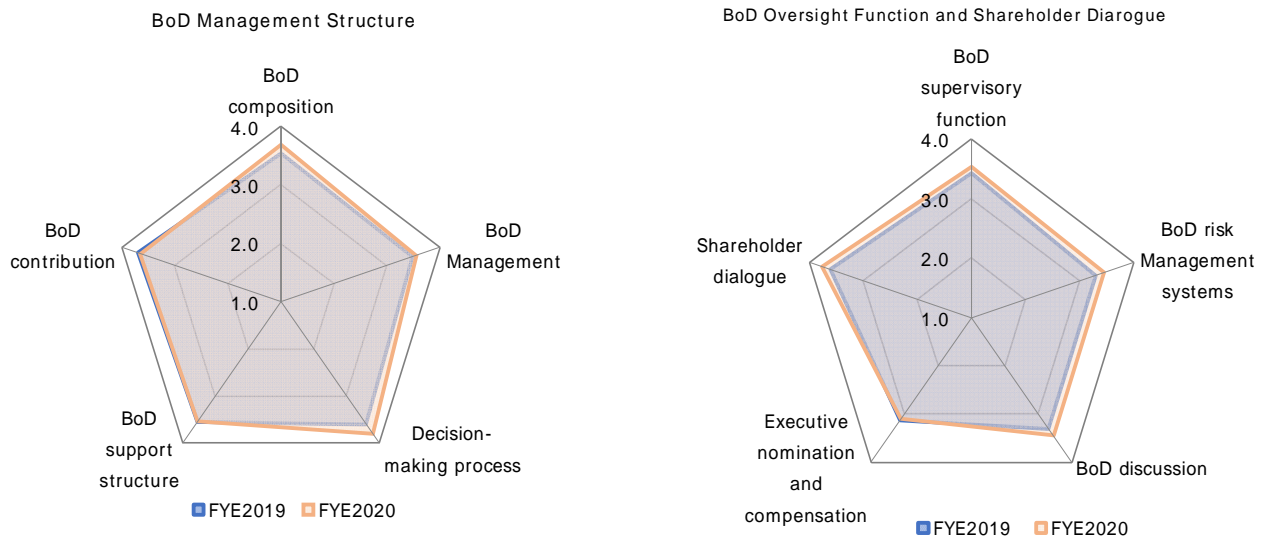 BoD Management Structure
BoD
composition
4.0
3.0
2.0
1.0
BoD
Management
Decision-
making process
BoD
support
structure
BoD
contribution
FYE2019 FYE2020
BoD Oversight Function and Shareholder Diarogue
BoD
supervisory
function
4.0
3.0
2.0
1.0
BoD risk
Management
systems
BoD discussion
Executive
nomination
and
compensation
Shareholder
dialogue
FYE2019 FYE2020